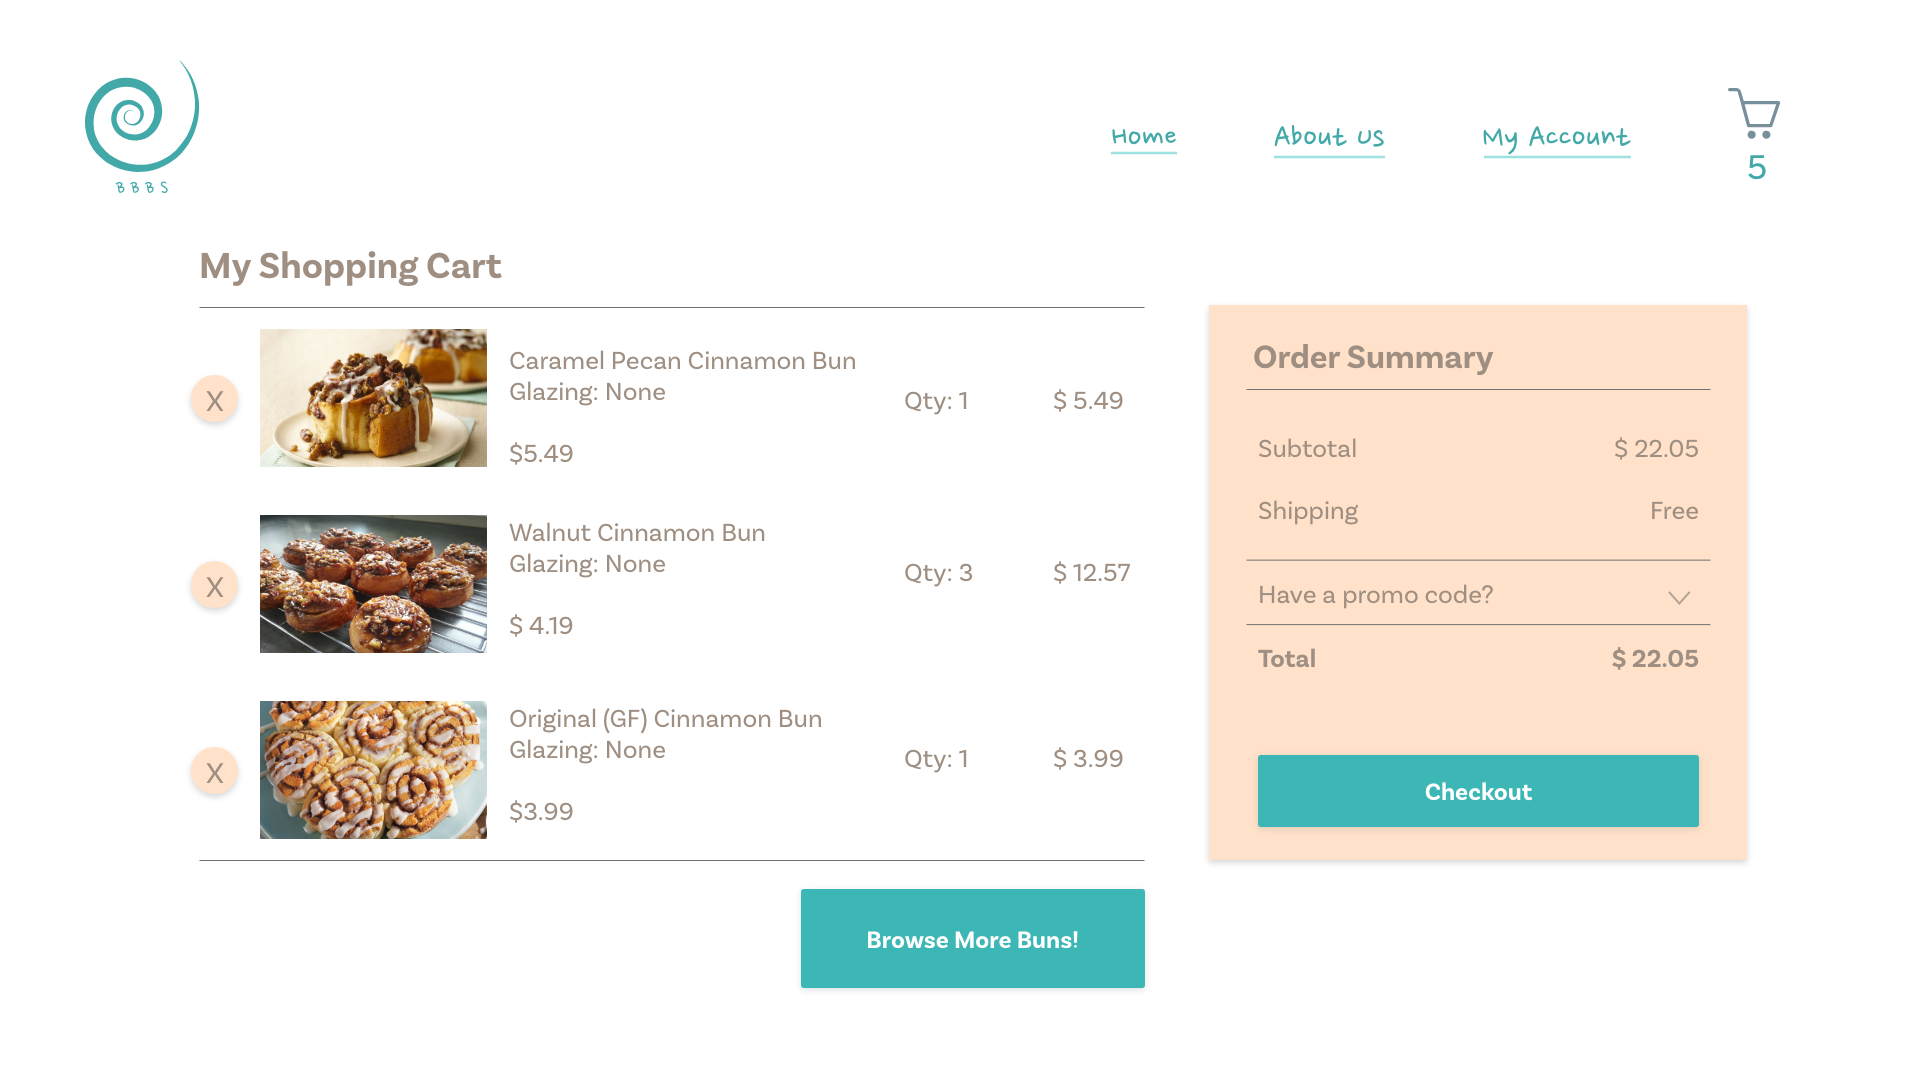 BBBS
Home
About Us
My Account
5
My Shopping Cart
X
Caramel Pecan Cinnamon Bun
Glazing: None
$5.49
Qty: 1
$ 5.49
X
Walnut Cinnamon Bun
Glazing: None
$ 4.19
Qty: 3
$ 12.57
X
Original (GF) Cinnamon Bun
Glazing: None
$3.99
Qty: 1
$ 3.99
Browse More Buns!
Order Summary
Subtotal $ 22.05
Shipping Free
Have a promo code?
Total $ 22.05
Checkout